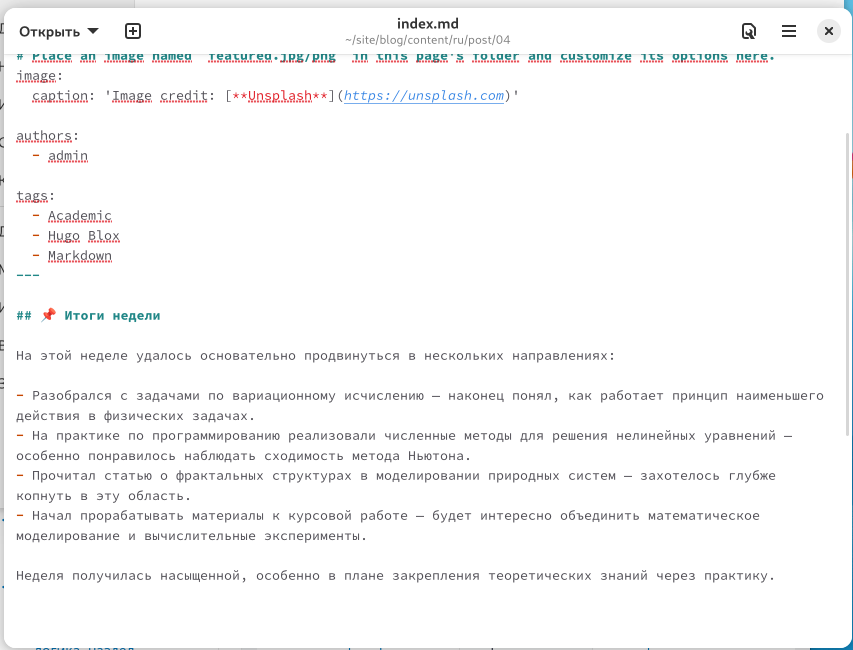 Открыть
index.md
~/site/blog/content/ru/post/04
# Place an image named `featured.jpg/png` in this page's folder and customize its options here.
image:
caption: 'Image credit: [**Unsplash**](https://unsplash.com)'
authors:
- admin
tags:
- Academic
- Hugo Blox
- Markdown
---
## 📌 Итоги недели
На этой неделе удалось основательно продвинуться в нескольких направлениях:
- Разобрался с задачами по вариационному исчислению — наконец понял, как работает принцип наименьшего
действия в физических задачах.
- На практике по программированию реализовали численные методы для решения нелинейных уравнений —
особенно понравилось наблюдать сходимость метода Ньютона.
- Прочитал статью о фрактальных структурах в моделировании природных систем — захотелось глубже
копнуть в эту область.
- Начал прорабатывать материалы к курсовой работе — будет интересно объединить математическое
моделирование и вычислительные эксперименты.
Неделя получилась насыщенной, особенно в плане закрепления теоретических знаний через практику.